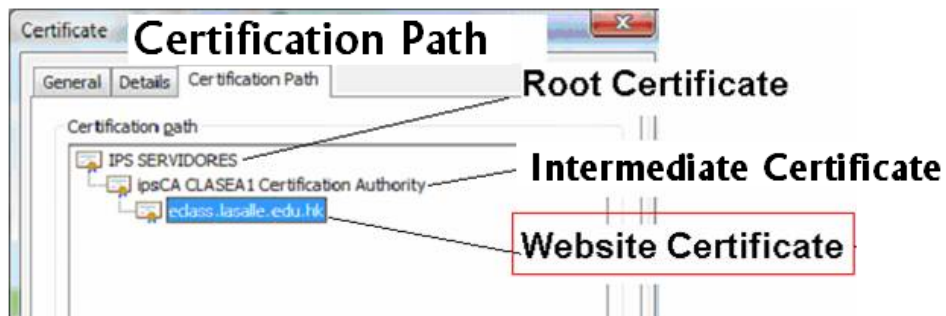 Certificate
Certification Path
General Details Certification Path
Root Certificate
Certification path
IPS SERVIDORES
ipsCA CLASEA1 Certification Authority
Intermediate Certificate
eclass.lasalle.edu.hk
Website Certificate